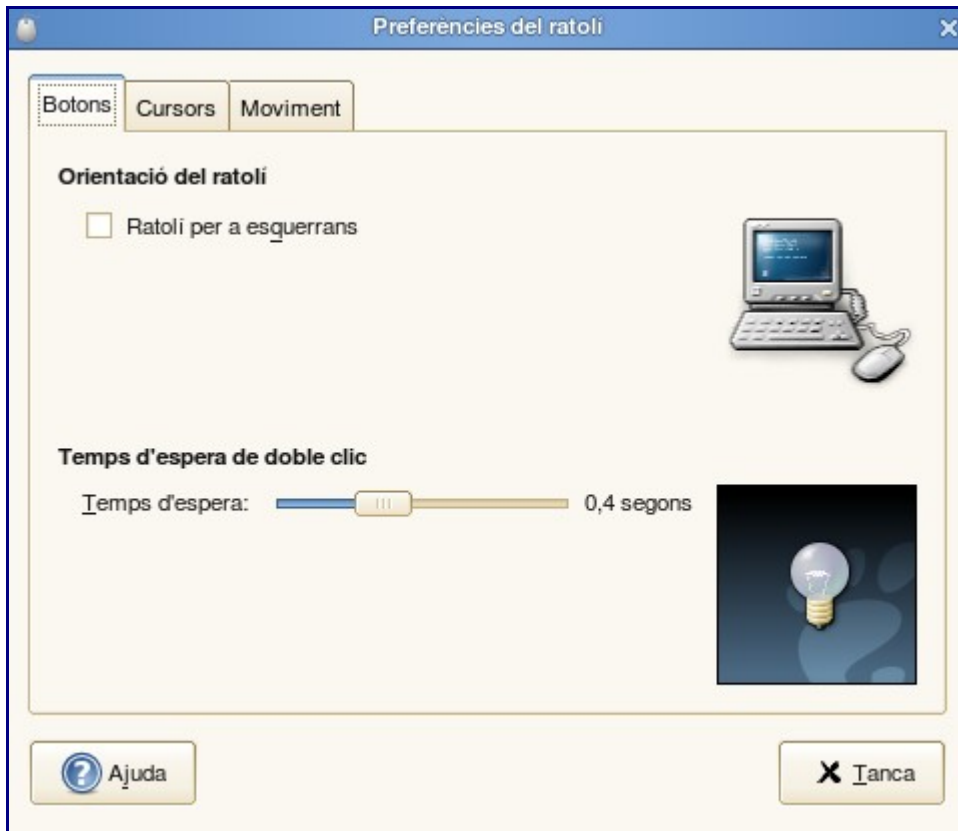 Preferències del ratolí
Botons
Cursors
Moviment
Orientació del ratolí
Ratolí per a esquerrans
Temps d'espera de doble clic
Temps d'espera:
0,4 segons
Ajuda
Tanca